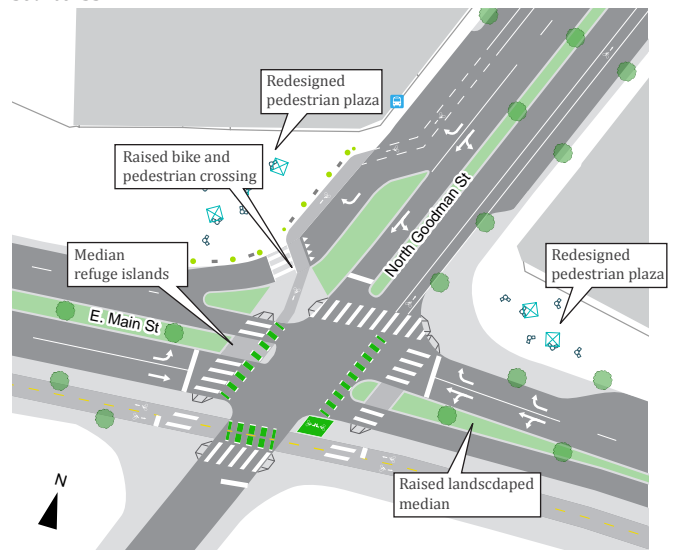 Redesigned
pedestrian plaza
Raised bike and
pedestrian crossing
North Goodman St
Median
refuge islands
Redesigned
pedestrian plaza
E. Main St
Raised landscdaped
median
N